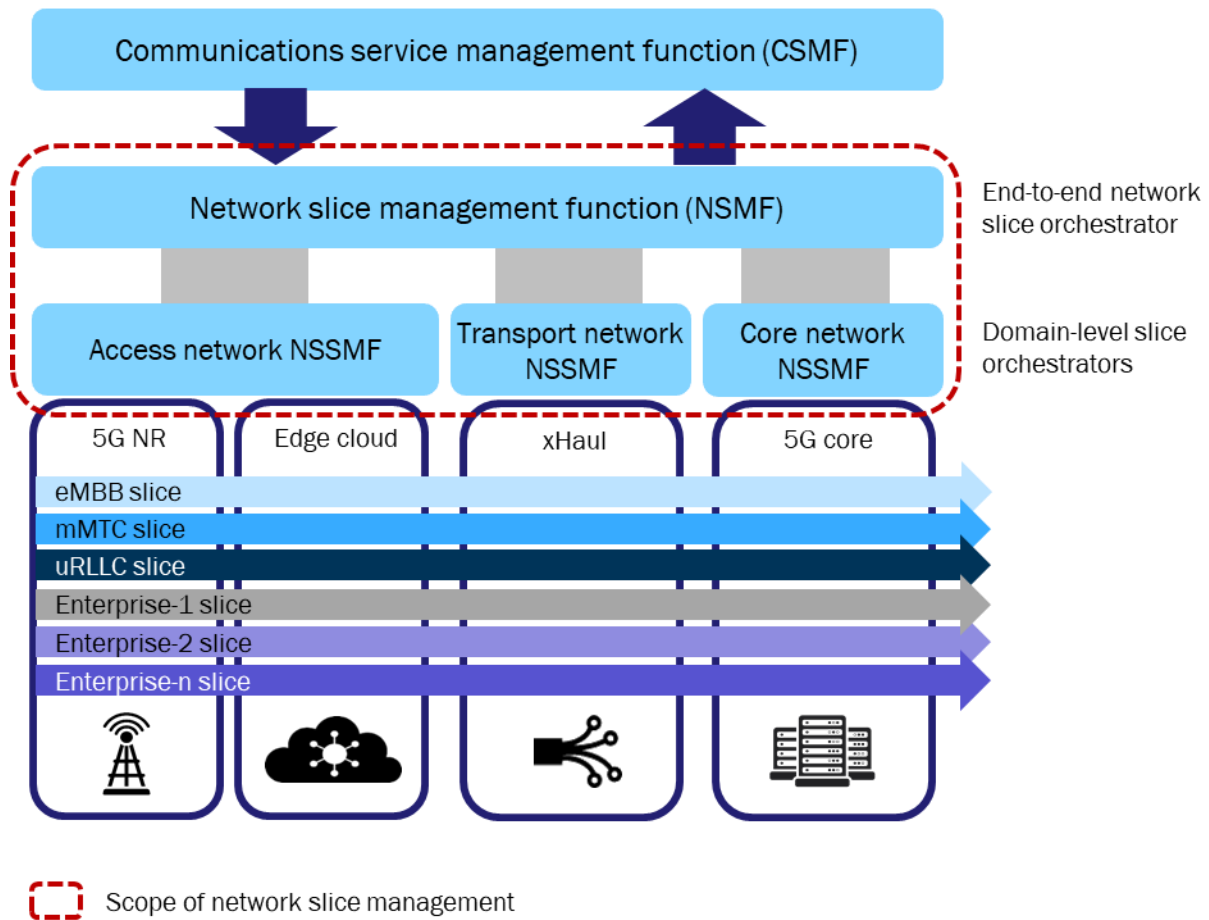 Communications service management function (CSMF)
Network slice management function (NSMF)
End-to-end network
slice orchestrator
Access network NSSMF
Transport network
NSSMF
Core network
NSSMF
Domain-level slice
orchestrators
5G NR
Edge cloud
xHaul
5G core
eMBB slice
mMTC slice
uRLLC slice
Enterprise-1 slice
Enterprise-2 slice
Enterprise-n slice
Scope of network slice management